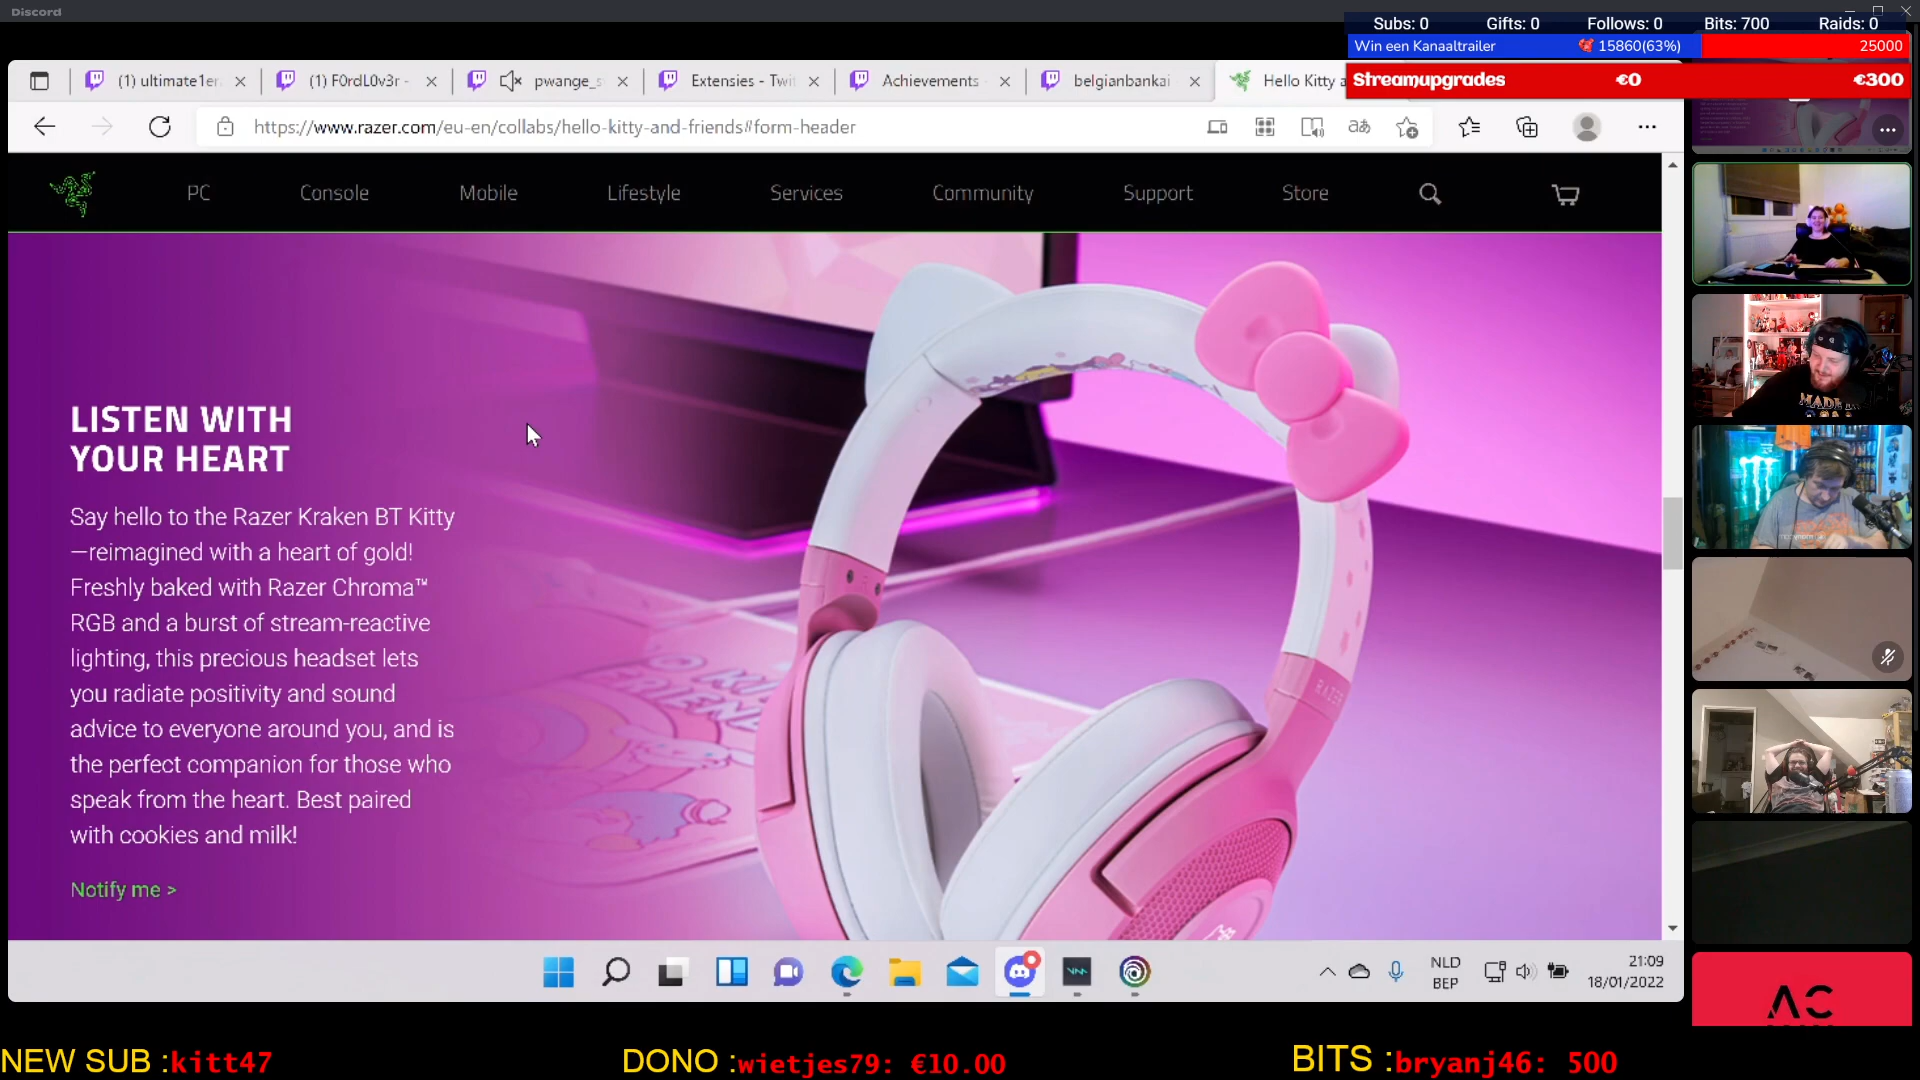 Discord
Subs: 0 Gifts: 0 Follows: 0 Bits: 700 Raids: 0
Win een Kanaaltrailer 15860(63%) 25000
Streamupgrades €0 €300
(1) ultimate1er
(1) F0rdL0v3r -
pwange_s
Extensies - Twi
Achievements -
belgianbankai
Hello Kitty a
https://www.razer.com/eu-en/collabs/hello-kitty-and-friends#form-header
PC Console Mobile Lifestyle Services Community Support Store
LISTEN WITH
YOUR HEART
Say hello to the Razer Kraken BT Kitty
—reimagined with a heart of gold!
Freshly baked with Razer Chroma™
RGB and a burst of stream-reactive
lighting, this precious headset lets
you radiate positivity and sound
advice to everyone around you, and is
the perfect companion for those who
speak from the heart. Best paired
with cookies and milk!
Notify me >
RAZER
MADE
AC
NLD
BEP
21:09
18/01/2022
NEW SUB :kitt47
DONO :wietjes79: €10.00
BITS :bryanj46: 500